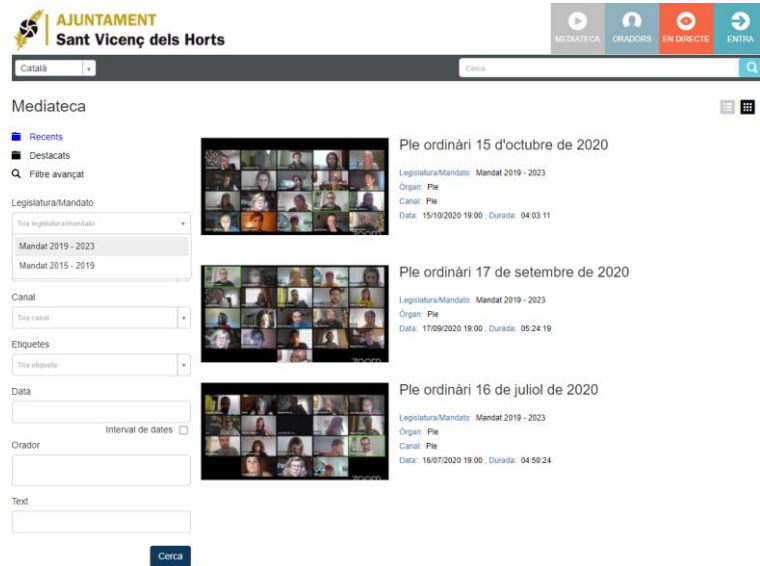 AJUNTAMENT
Sant Vicenç dels Horts
MEDIATECA
ORADORS
EN DIRECTE
ENTRA
Català
Cerca
Mediateca
Recents
Destacats
Filtre avançat
Legislatura/Mandato
Tria legislatura/mandato
Mandat 2019 - 2023
Mandat 2015 - 2019
Canal
Tria canal
Etiquetes
Tria etiqueta
Data
Interval de dates
Orador
Text
Cerca
Ple ordinàri 15 d'octubre de 2020
Legislatura/Mandato: Mandat 2019 - 2023
Òrgan: Ple
Canal: Ple
Data: 15/10/2020 19:00 , Durada: 04:03:11
zoom
Ple ordinàri 17 de setembre de 2020
Legislatura/Mandato: Mandat 2019 - 2023
Òrgan: Ple
Data: 17/09/2020 19:00 , Durada: 05:24:19
zoom
Ple ordinàri 16 de juliol de 2020
Legislatura/Mandato: Mandat 2019 - 2023
Òrgan: Ple
Canal: Ple
Data: 16/07/2020 19:00 , Durada: 04:50:24
zoom